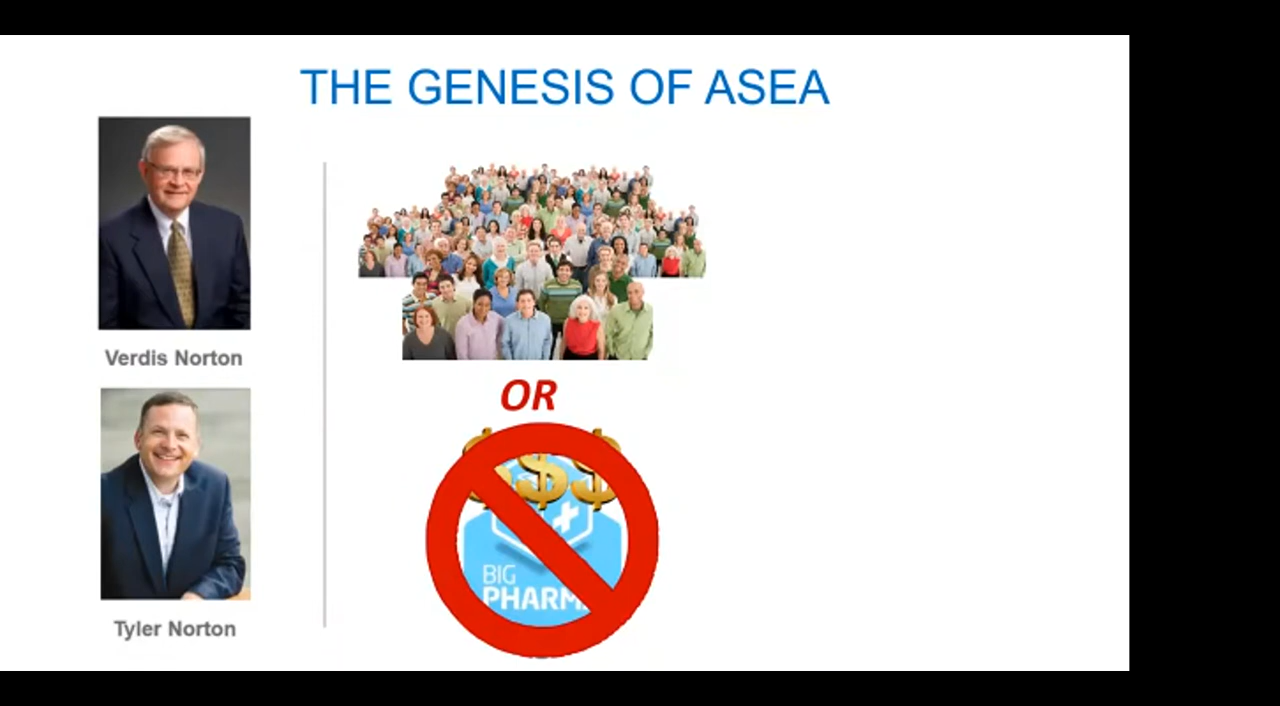 THE GENESIS OF ASEA
Verdis Norton
Tyler Norton
OR
$$$
BIG
PHARM